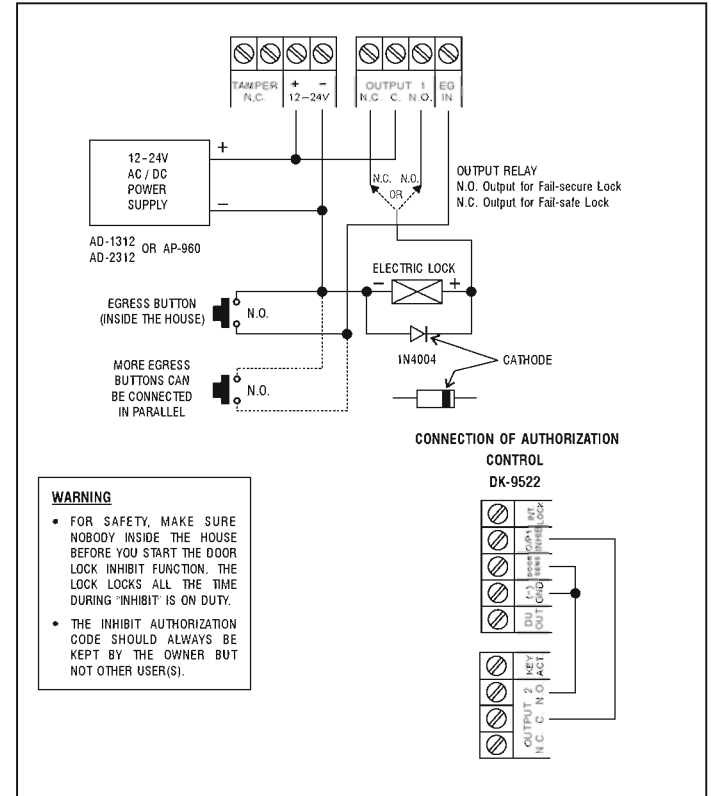 TAMPER
N.C.
+ -
12-24V
OUTPUT 1
N.C. C. N.O.
EG
IN
12-24V
AC / DC
POWER
SUPPLY
+
-
AD-1312
AD-2312
OR AP-960
N.C. N.O.
OR
OUTPUT RELAY
N.O. Output for Fail-secure Lock
N.C. Output for Fail-safe Lock
ELECTRIC LOCK
- +
EGRESS BUTTON
(INSIDE THE HOUSE)
N.O.
1N4004
CATHODE
MORE EGRESS
BUTTONS CAN
BE CONNECTED
IN PARALLEL
N.O.
CONNECTION OF AUTHORIZATION
CONTROL
DK-9522
WARNING
• FOR SAFETY, MAKE SURE
NOBODY INSIDE THE HOUSE
BEFORE YOU START THE DOOR
LOCK INHIBIT FUNCTION. THE
LOCK LOCKS ALL THE TIME
DURING "INHIBIT" IS ON DUTY.
• THE INHIBIT AUTHORIZATION
CODE SHOULD ALWAYS BE
KEPT BY THE OWNER BUT
NOT OTHER USER(S).
INT.
LOCK
O/P1
INHIB
DOOR
SENS
(-)
GND
DU
OUT
KEY
ACT
OUTPUT 2
N.C. C. N.O